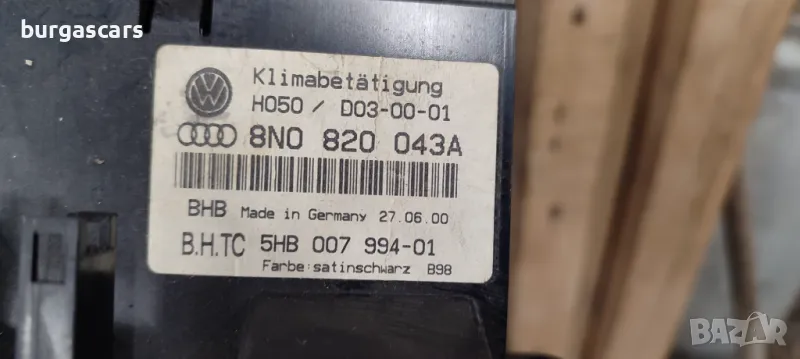 burgascars
Klimabetätigung
H050 / D03-00-01
8N0 820 043A
BHB Made in Germany 27.06.00
B.H.TC 5HB 007 994-01
Farbe:satinschwarz B98
BAZAR